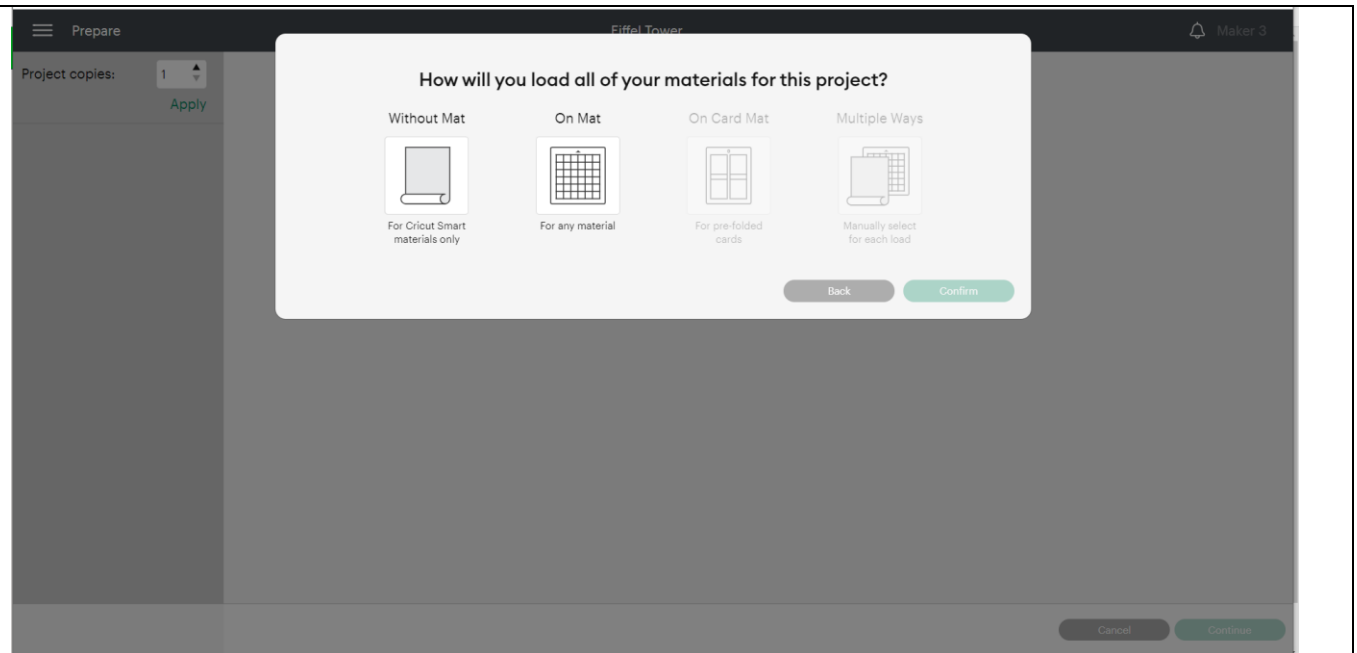 Prepare
Eiffel Tower
Maker 3
Project copies:
1
Apply
How will you load all of your materials for this project?
Without Mat
On Mat
On Card Mat
Multiple Ways
For Cricut Smart
materials only
For any material
For pre-folded
cards
Manually select
for each load
Back
Confirm
Cancel
Continue